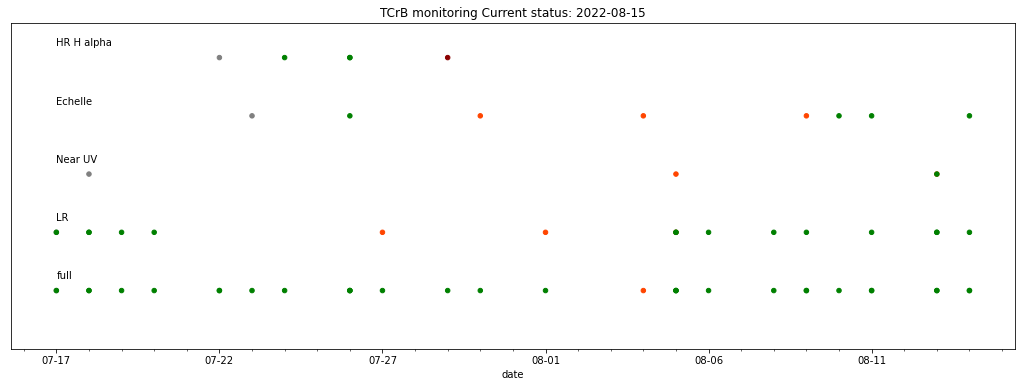 TCrB monitoring Current status: 2022-08-15
HR H alpha
Echelle
Near UV
LR
full
07-17 07-22 07-27 08-01 08-06 08-11
date